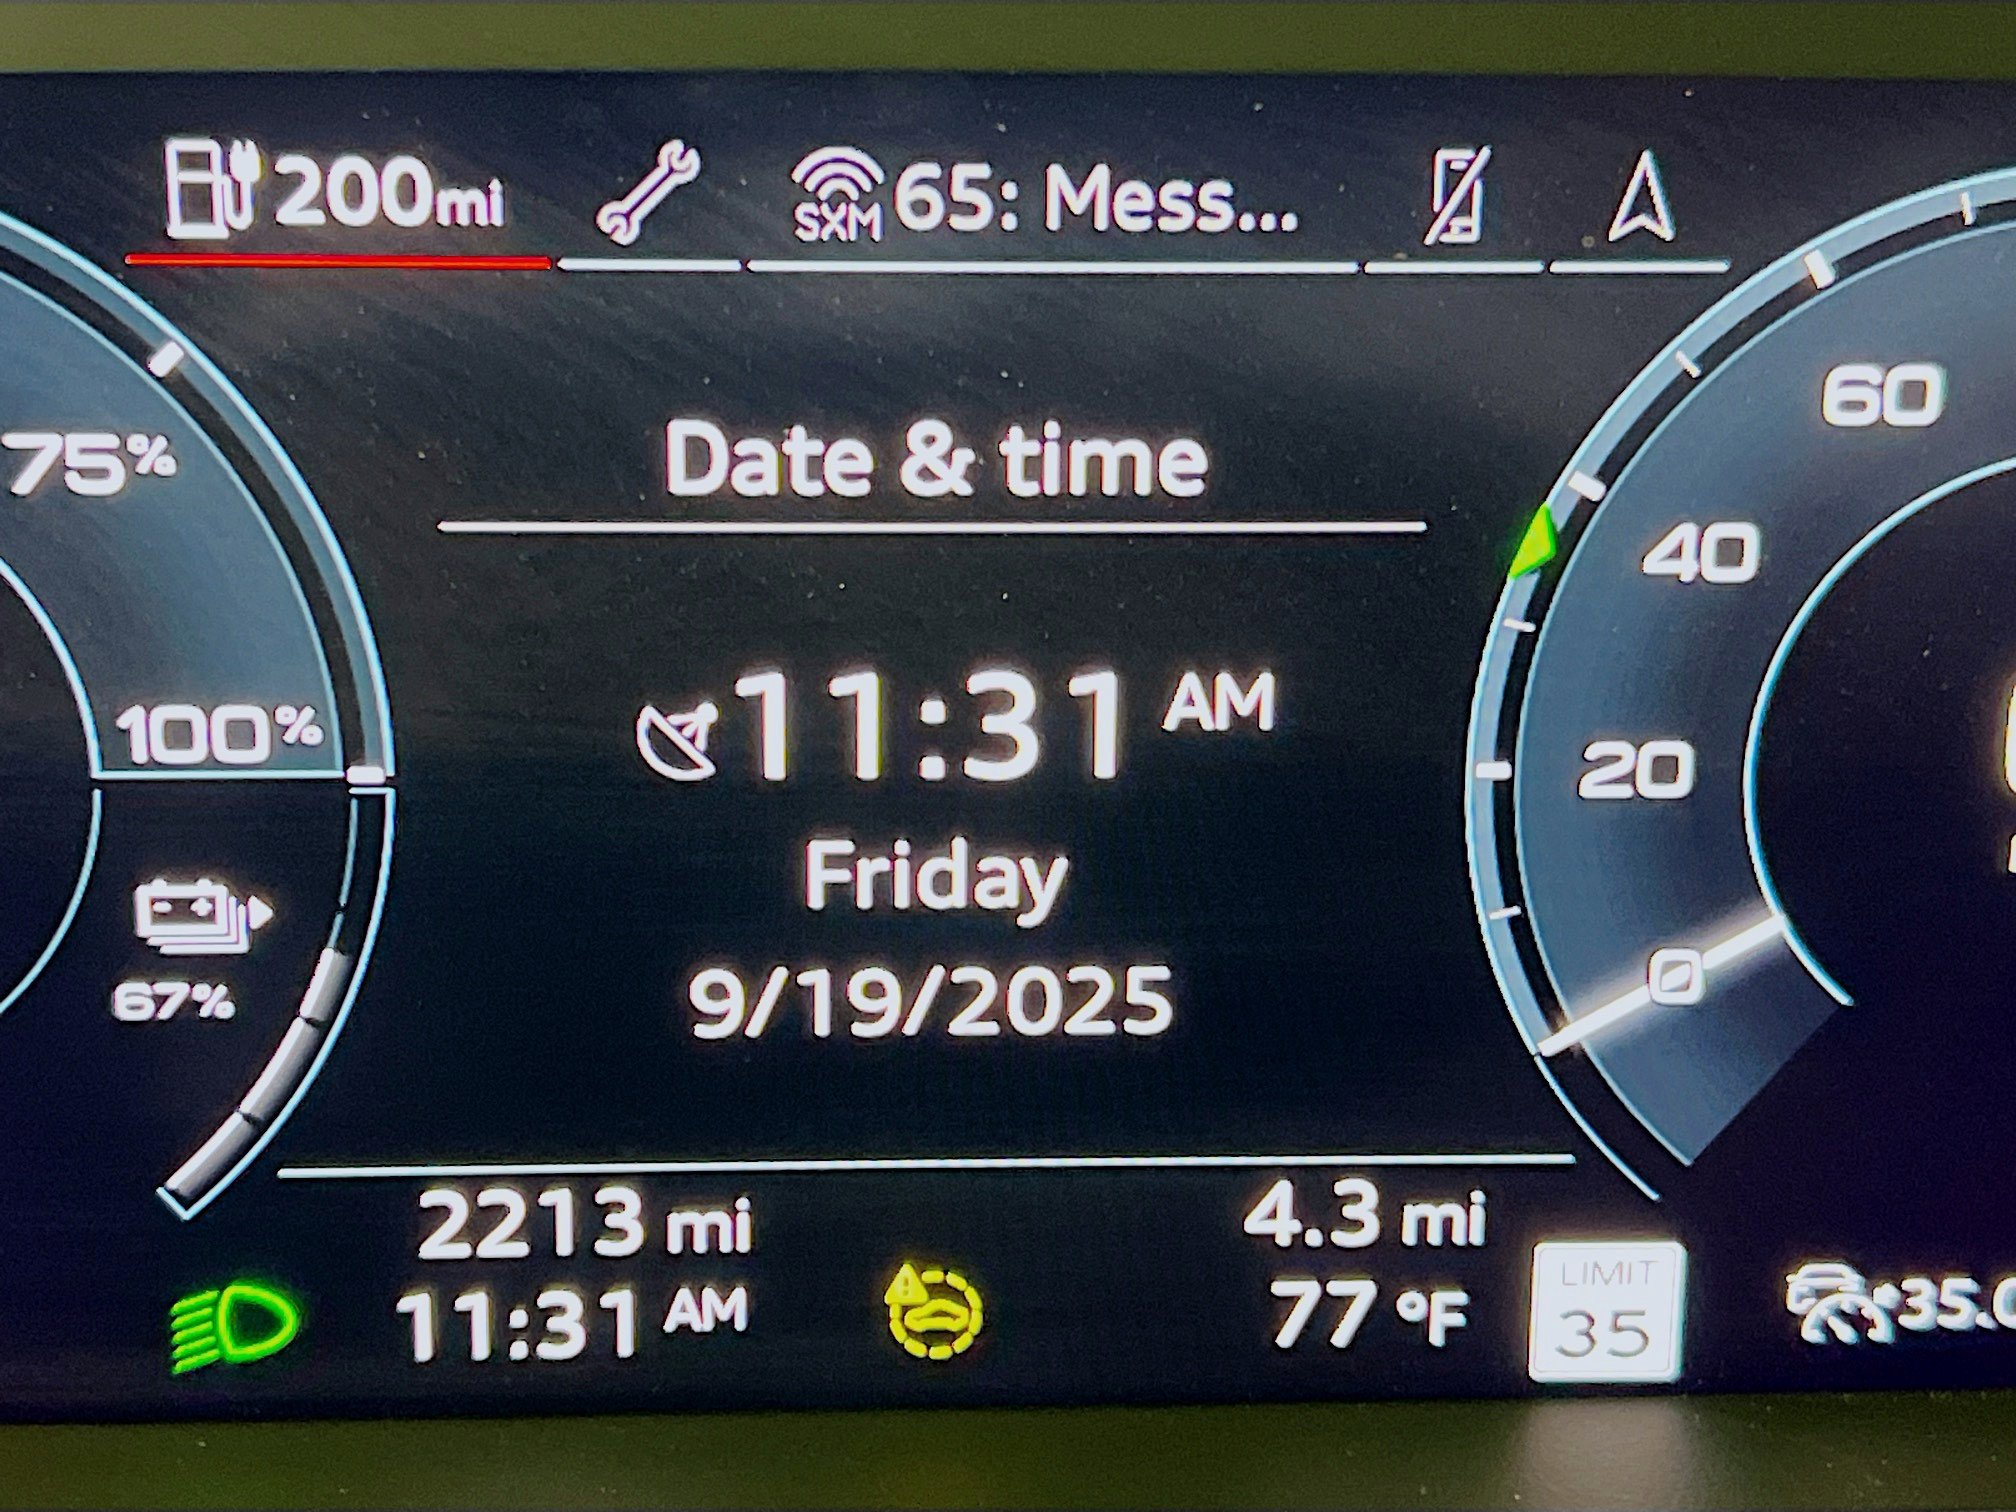 200mi
SXM 65: Mess...
Date & time
75%
60
40
11:31 AM
100%
20
Friday
67%
9/19/2025
0
2213 mi
4.3 mi
11:31 AM
77 °F
LIMIT
35
35.